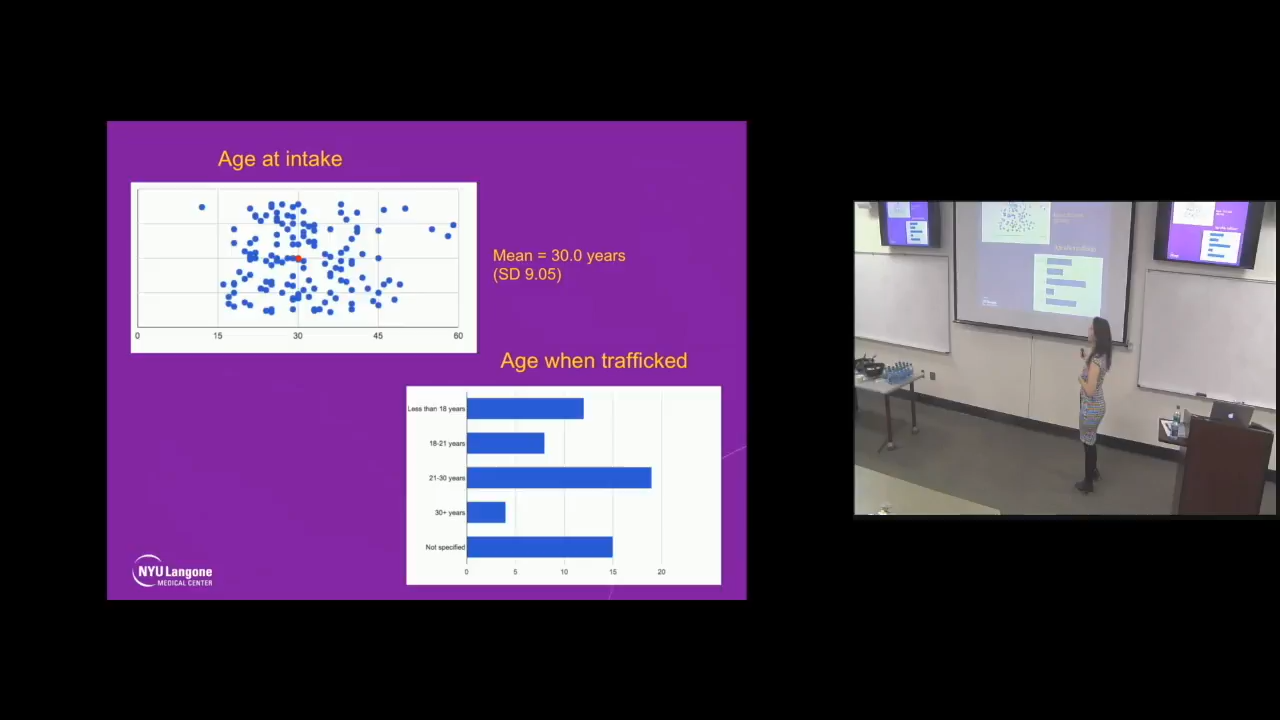 Age at intake
0 15 30 45 60
Mean = 30.0 years
(SD 9.05)
Age when trafficked
Less than 18 years
18-21 years
21-30 years
30+ years
Not specified
0 5 10 15 20
NYU Langone
MEDICAL CENTER